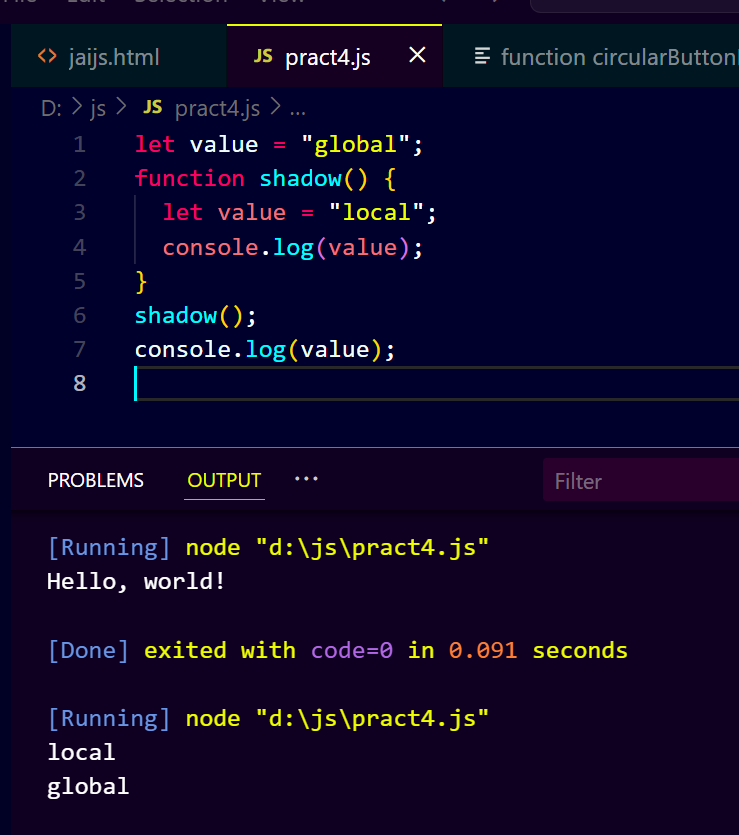 <> jaijs.html JS pract4.js × function circularButton
D: > js > JS pract4.js > ...
1 let value = "global";
2 function shadow() {
3 let value = "local";
4 console.log(value);
5 }
6 shadow();
7 console.log(value);
8
PROBLEMS OUTPUT ... Filter
[Running] node "d:\js\pract4.js"
Hello, world!
[Done] exited with code=0 in 0.091 seconds
[Running] node "d:\js\pract4.js"
local
global